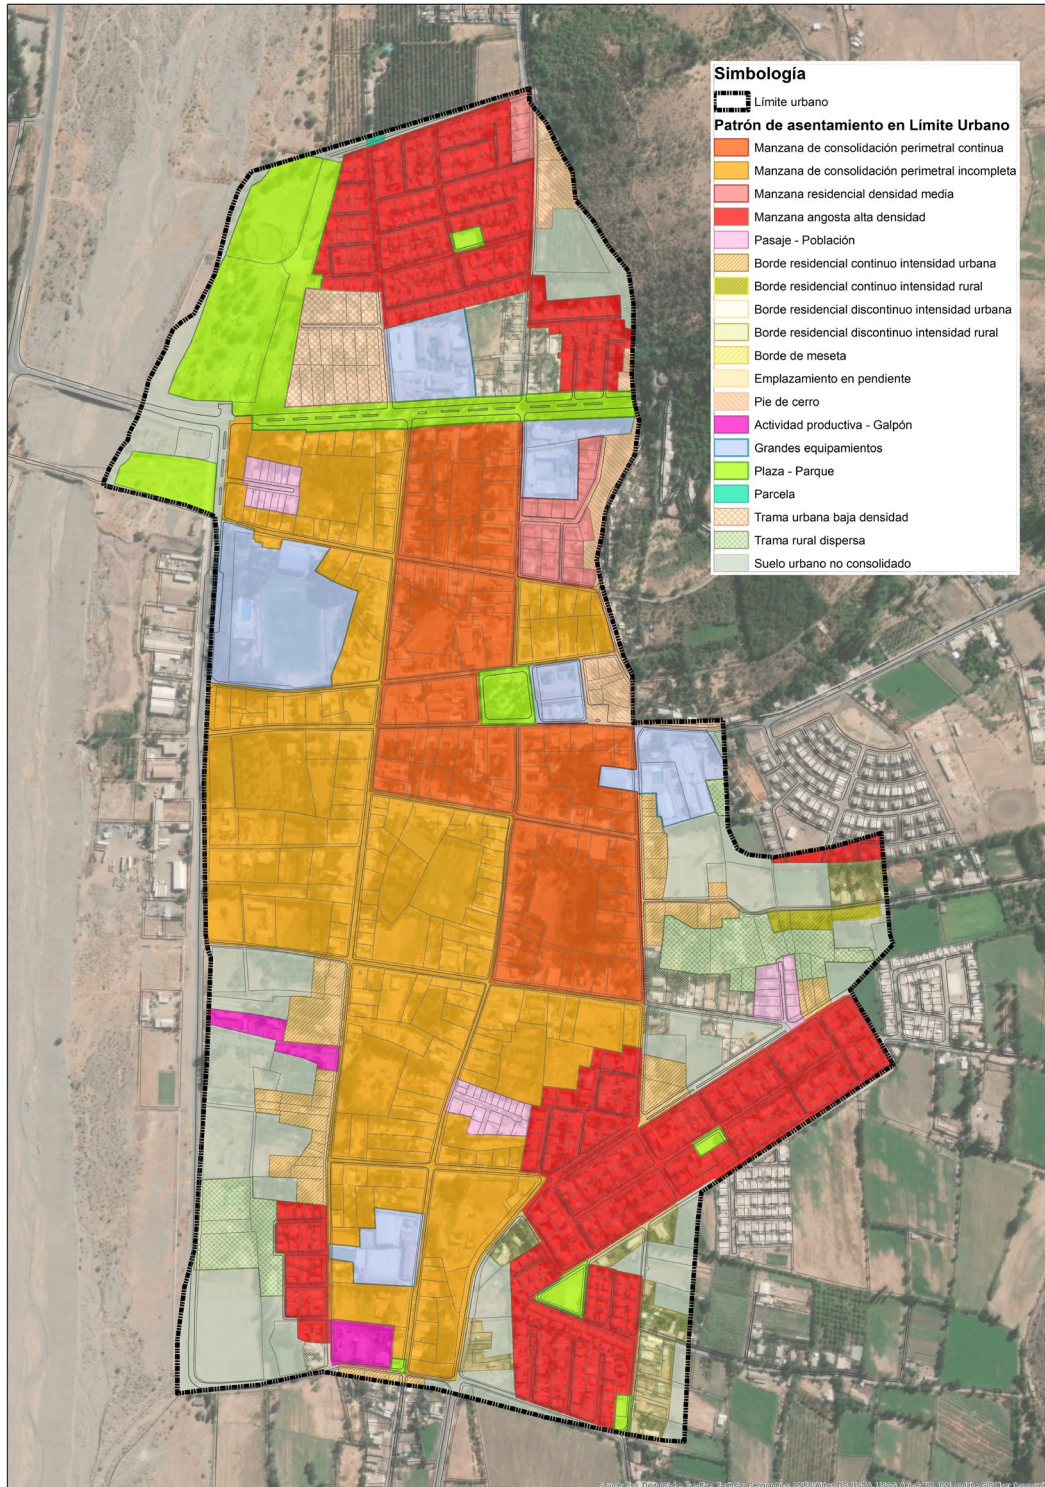 Simbología
Límite urbano
Patrón de asentamiento en Límite Urbano
Manzana de consolidación perimetral continua
Manzana de consolidación perimetral incompleta
Manzana residencial densidad media
Manzana angosta alta densidad
Pasaje - Población
Borde residencial continuo intensidad urbana
Borde residencial continuo intensidad rural
Borde residencial discontinuo intensidad urbana
Borde residencial discontinuo intensidad rural
Borde de meseta
Emplazamiento en pendiente
Pie de cerro
Actividad productiva - Galpón
Grandes equipamientos
Plaza - Parque
Parcela
Trama urbana baja densidad
Trama rural dispersa
Suelo urbano no consolidado